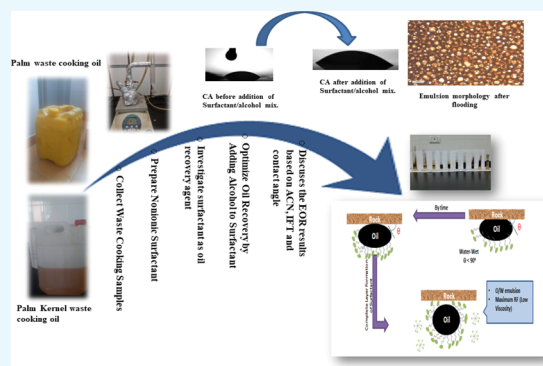 Palm waste cooking oil
CA before addition of
Surfactant/alcohol mix.
CA after addition of
Surfactant/alcohol mix.
Emulsion morphology after
flooding
Palm Kernel waste
cooking oil
Collect Waste Cooking Samples
Prepare Nonionic Surfactant
Investigate surfactant as oil
recovery agent
Optimize Oil Recovery by
Adding Alcohol to Surfactant
Discuses the EOR results
based on ACN, IFT and
contact angle
Rock
Oil
θ
By time
Rock
Oil
θ
Water-Wet
θ < 90°
Rock
Oil
• O/W emulsion
• Maximum RF (Low
Viscosity)